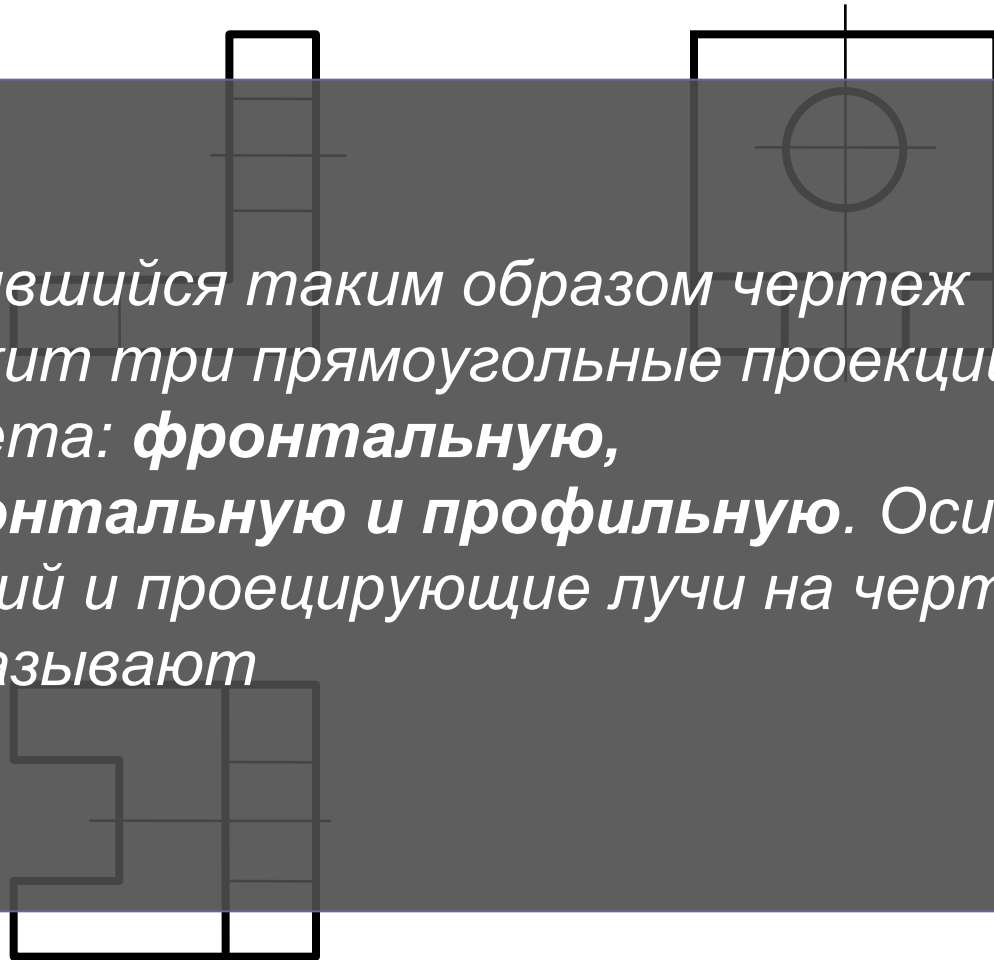 вшийся таким образом чертеж
ит три прямоугольные проекции
ета: фронтальную,
онтальную и профильную. Оси
ий и проецирующие лучи на черт
азывают